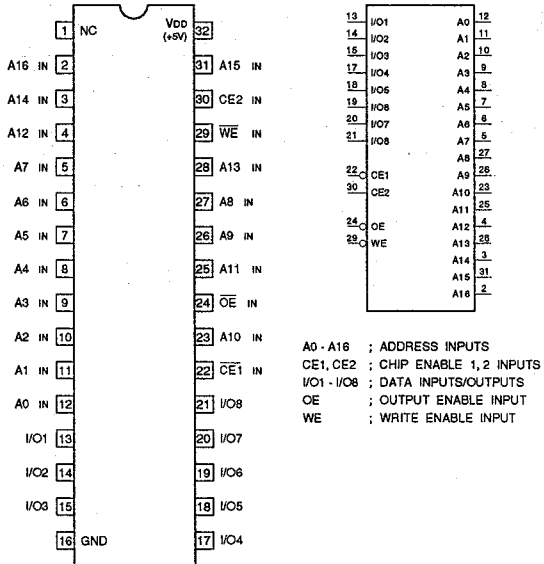 1 NC VDD (+5V) 32
A16 IN 2 31 A15 IN
A14 IN 3 30 CE2 IN
A12 IN 4 29 WE IN
A7 IN 5 28 A13 IN
A6 IN 6 27 A8 IN
A5 IN 7 26 A9 IN
A4 IN 8 25 A11 IN
A3 IN 9 24 OE IN
A2 IN 10 23 A10 IN
A1 IN 11 22 CE1 IN
A0 IN 12 21 I/O8
I/O1 13 20 I/O7
I/O2 14 19 I/O6
I/O3 15 18 I/O5
16 GND 17 I/O4
13 I/O1 A0 12
14 I/O2 A1 11
15 I/O3 A2 10
17 I/O4 A3 9
18 I/O5 A4 8
19 I/O6 A5 7
20 I/O7 A6 6
21 I/O8 A7 5
A8 27
22 CE1 A9 26
30 CE2 A10 23
A11 25
24 OE A12 4
29 WE A13 28
A14 3
A15 31
A16 2
A0 - A16 ; ADDRESS INPUTS
CE1, CE2 ; CHIP ENABLE 1, 2 INPUTS
I/O1 - I/O8 ; DATA INPUTS/OUTPUTS
OE ; OUTPUT ENABLE INPUT
WE ; WRITE ENABLE INPUT